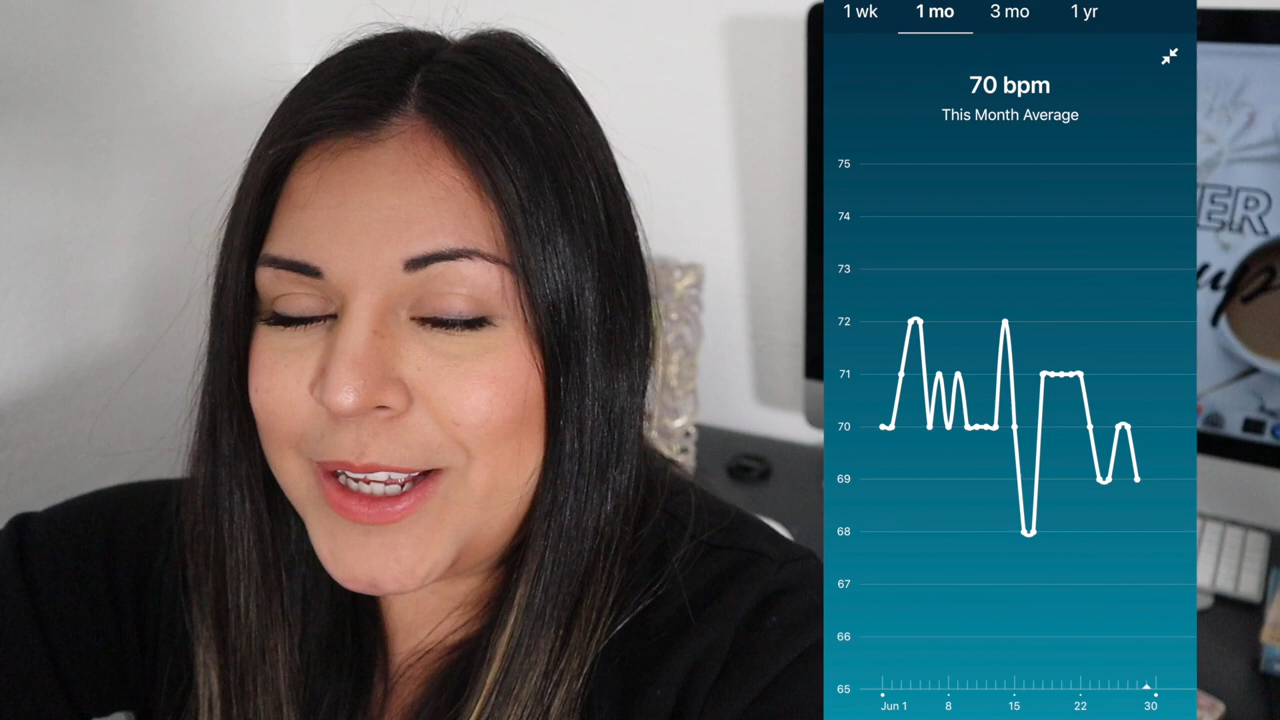 1 wk 1 mo 3 mo 1 yr
70 bpm
This Month Average
75
74
73
72
71
70
69
68
67
66
65
Jun 1 8 15 22 30
ER